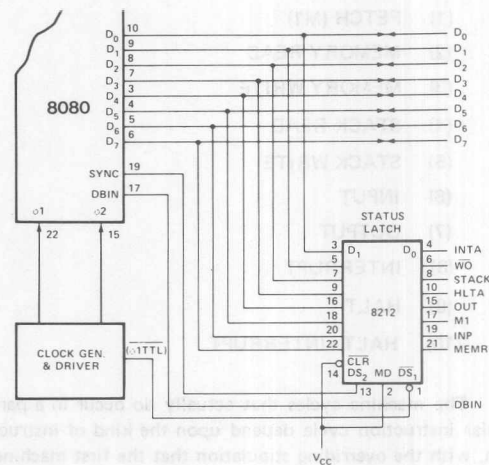 8080
10
D0
D0
9
D1
D1
8
D2
D2
7
D3
D3
3
D4
D4
4
D5
D5
5
D6
D6
6
D7
D7
SYNC
19
DBIN
17
φ1
φ2
22
15
STATUS
LATCH
3
D1
D0
4
INTA
5
6
WO
7
8
STACK
9
10
HLTA
16
15
OUT
18
8212
17
M1
20
19
INP
22
21
MEMR
CLOCK GEN.
& DRIVER
(φ1TTL)
CLR
14
DS2
MD
DS1
13
2
1
DBIN
VCC